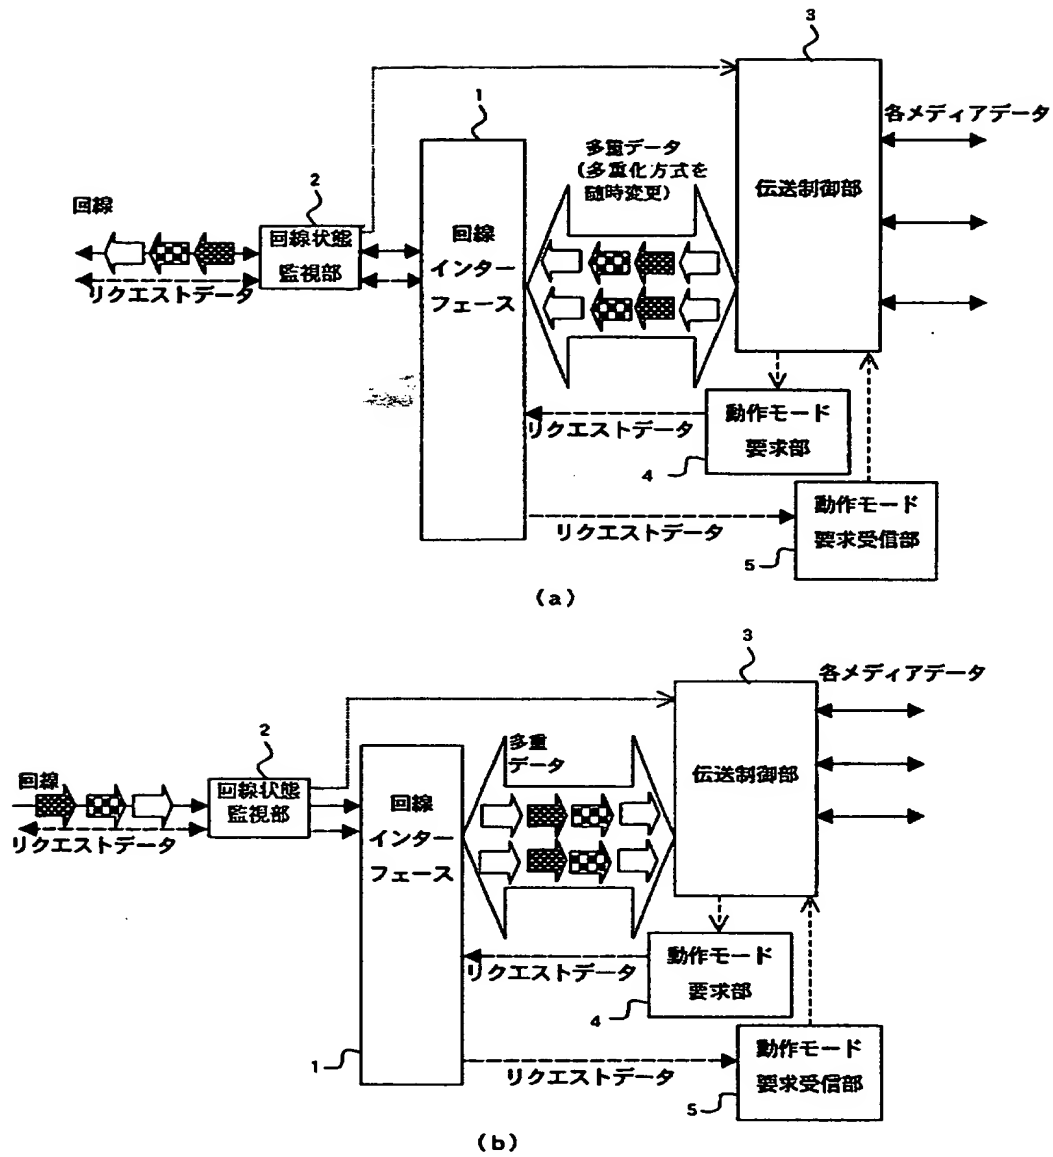 3
各メディアデータ
1
多重データ
(多重化方式を
随時変更)
伝送制御部
2
回線
回線状態
監視部
回線
インター
フェース
リクエストデータ
動作モード
要求部
リクエストデータ
4
動作モード
要求受信部
リクエストデータ
5
(a)
3
各メディアデータ
2
多重
データ
伝送制御部
回線
回線状態
監視部
回線
インター
フェース
リクエストデータ
動作モード
要求部
リクエストデータ
4
動作モード
要求受信部
1
リクエストデータ
5
(b)